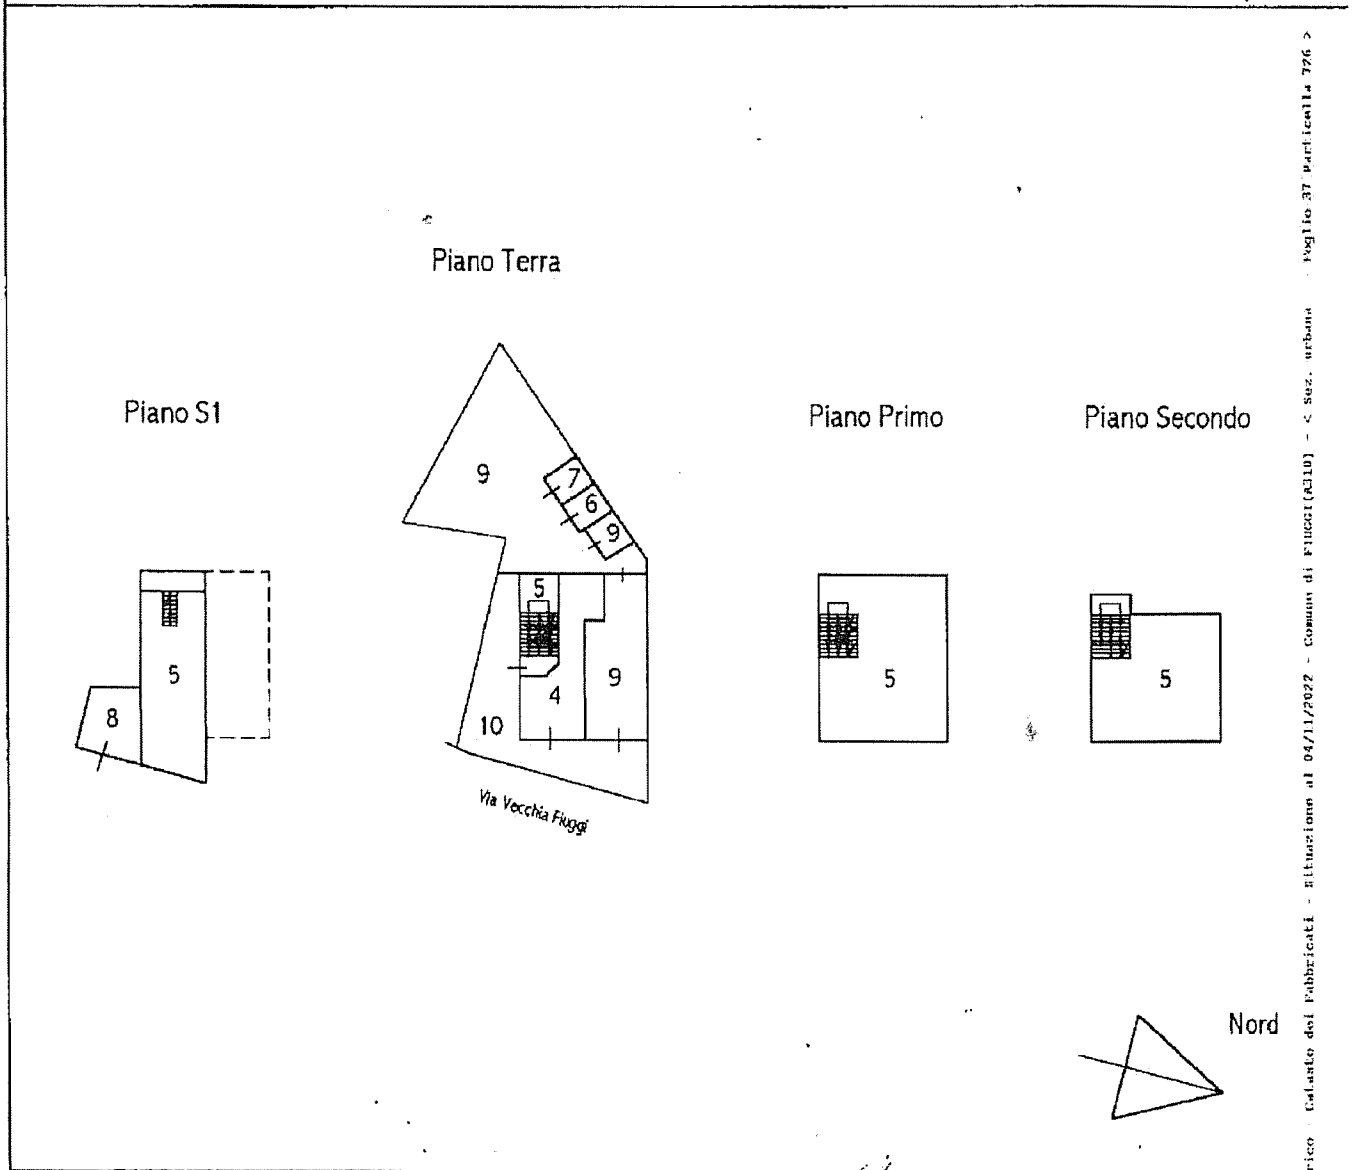 Piano Terra
Piano S1
Piano Primo
Piano Secondo
9
7
6
9
5
5
9
4
10
8
5
5
Via Vecchia Fiuggi
Nord
rico - Catasto dei Fabbricati - Situazione al 04/11/2022 - Comune di FIUGGI(A310) - < Sez. urbana - Foglio 37 Particella 726 >